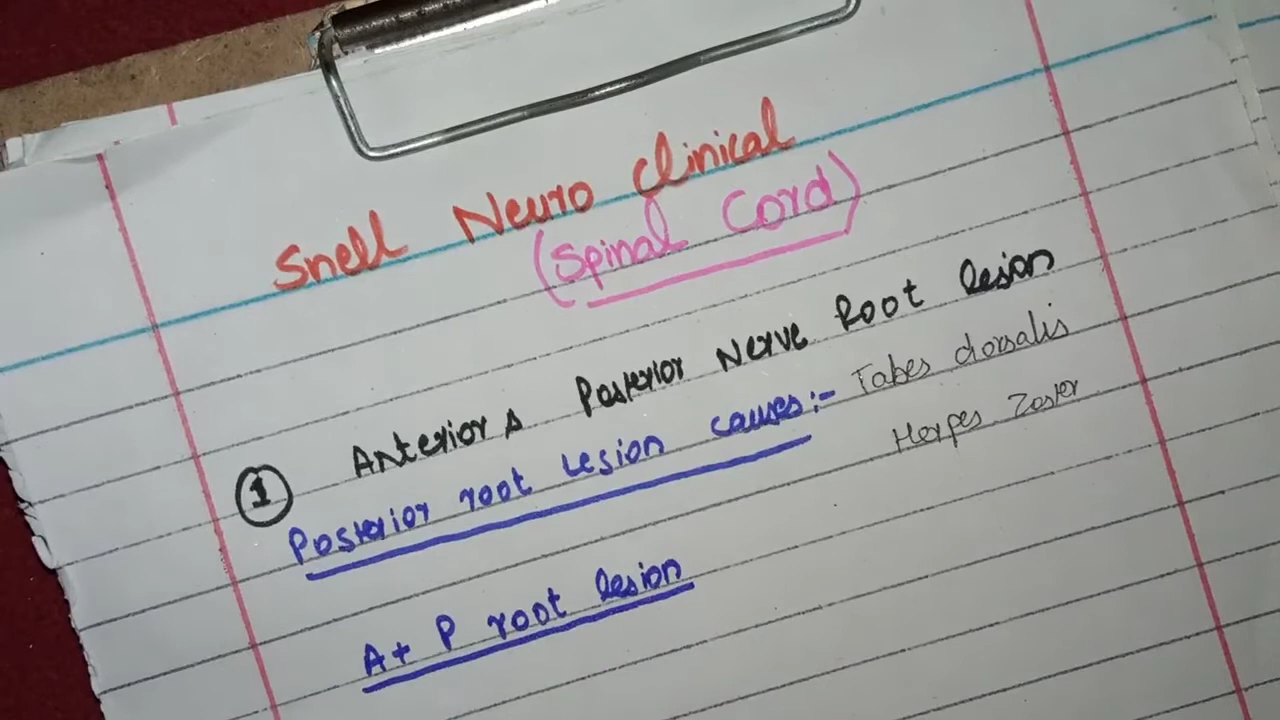 Snell Neuro Clinical
(Spinal Cord)
1 Anterior & Posterior Nerve Root lesion
Posterior root Lesion causes:- Tabes dorsalis
Herpes Zoster
A+ P root lesion